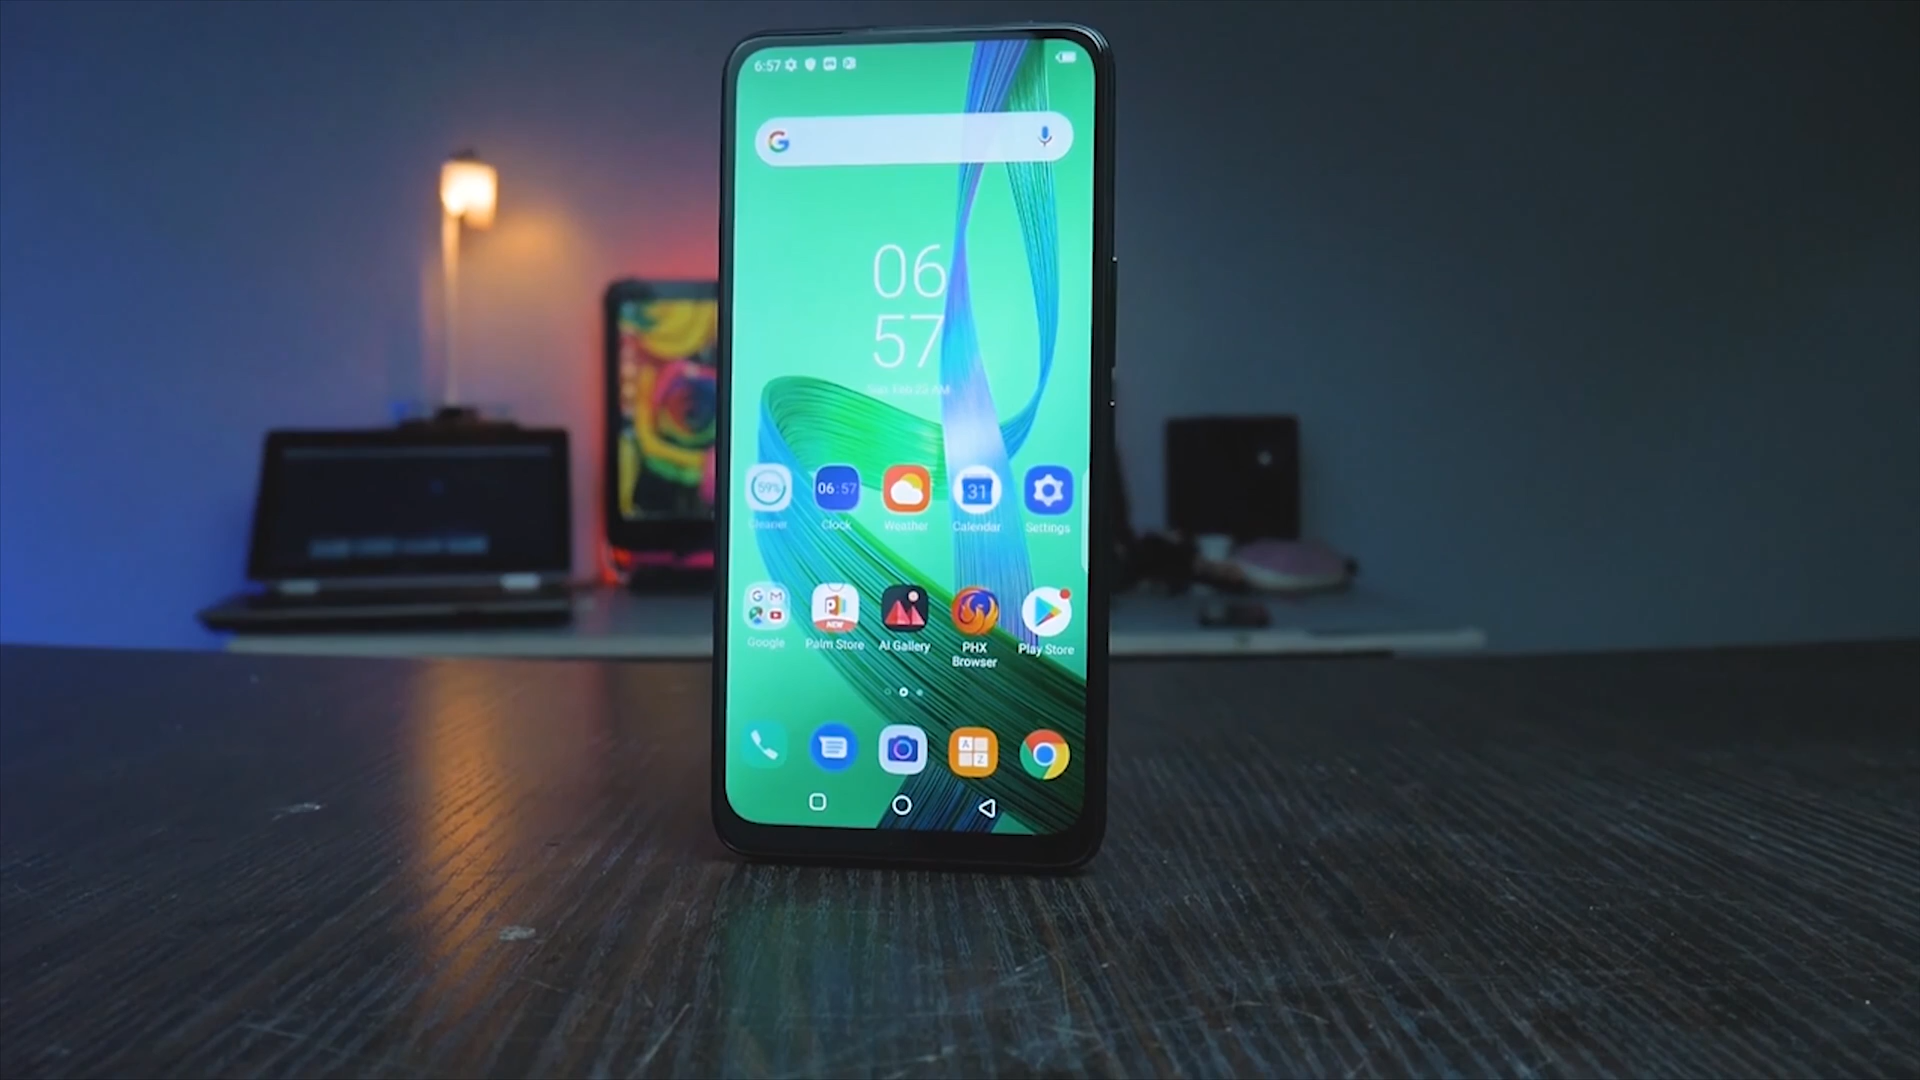 6:57
G
06
57
59%
06:57
31
Cleaner
Clock
Weather
Calendar
Settings
G M
NEW
Google
Palm Store
AI Gallery
PHX
Browser
Play Store
A
Z